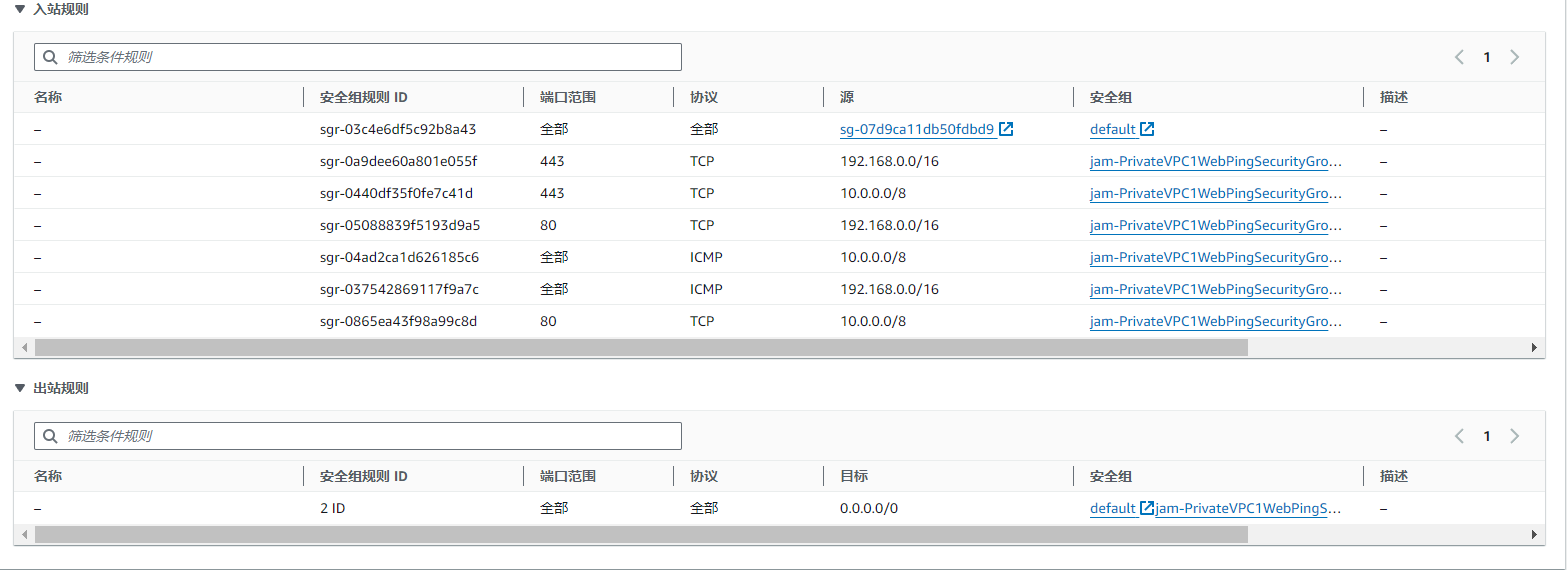 入站规则
筛选条件规则
1
名称 安全组规则 ID 端口范围 协议 源 安全组 描述
– sgr-03c4e6df5c92b8a43 全部 全部 sg-07d9ca11db50fdbd9 default –
– sgr-0a9dee60a801e055f 443 TCP 192.168.0.0/16 jam-PrivateVPC1WebPingSecurityGro... –
– sgr-0440df35f0fe7c41d 443 TCP 10.0.0.0/8 jam-PrivateVPC1WebPingSecurityGro... –
– sgr-05088839f5193d9a5 80 TCP 192.168.0.0/16 jam-PrivateVPC1WebPingSecurityGro... –
– sgr-04ad2ca1d626185c6 全部 ICMP 10.0.0.0/8 jam-PrivateVPC1WebPingSecurityGro... –
– sgr-037542869117f9a7c 全部 ICMP 192.168.0.0/16 jam-PrivateVPC1WebPingSecurityGro... –
– sgr-0865ea43f98a99c8d 80 TCP 10.0.0.0/8 jam-PrivateVPC1WebPingSecurityGro... –
出站规则
筛选条件规则
1
名称 安全组规则 ID 端口范围 协议 目标 安全组 描述
– 2 ID 全部 全部 0.0.0.0/0 default jam-PrivateVPC1WebPingS... –